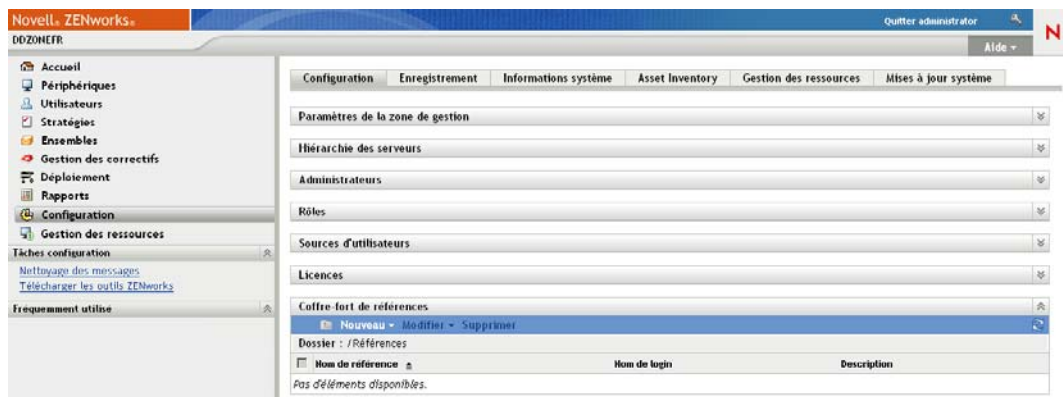 Novell® ZENworks®
Quitter administrator
DDZONEFR
Aide
N
Accueil
Périphériques
Utilisateurs
Stratégies
Ensembles
Gestion des correctifs
Déploiement
Rapports
Configuration
Gestion des ressources
Tâches configuration
Nettoyage des messages
Télécharger les outils ZENworks
Fréquemment utilisé
Configuration Enregistrement Informations système Asset Inventory Gestion des ressources Mises à jour système
Paramètres de la zone de gestion
Hiérarchie des serveurs
Administrateurs
Rôles
Sources d'utilisateurs
Licences
Coffre-fort de références
Nouveau Modifier Supprimer
Dossier : /Références
Nom de référence Nom de login Description
Pas d'éléments disponibles.